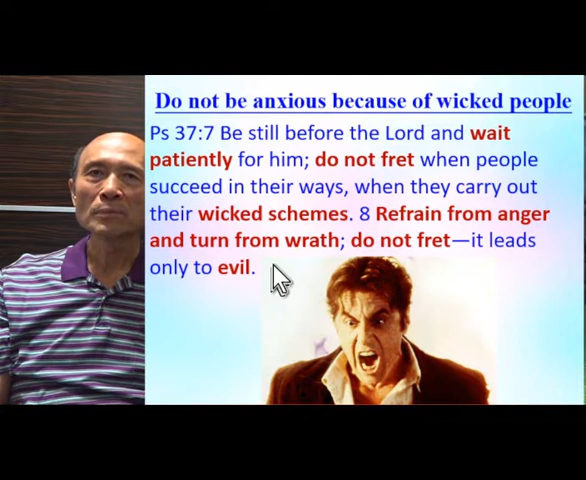 Do not be anxious because of wicked people
Ps 37:7 Be still before the Lord and wait
patiently for him; do not fret when people
succeed in their ways, when they carry out
their wicked schemes. 8 Refrain from anger
and turn from wrath; do not fret—it leads
only to evil.